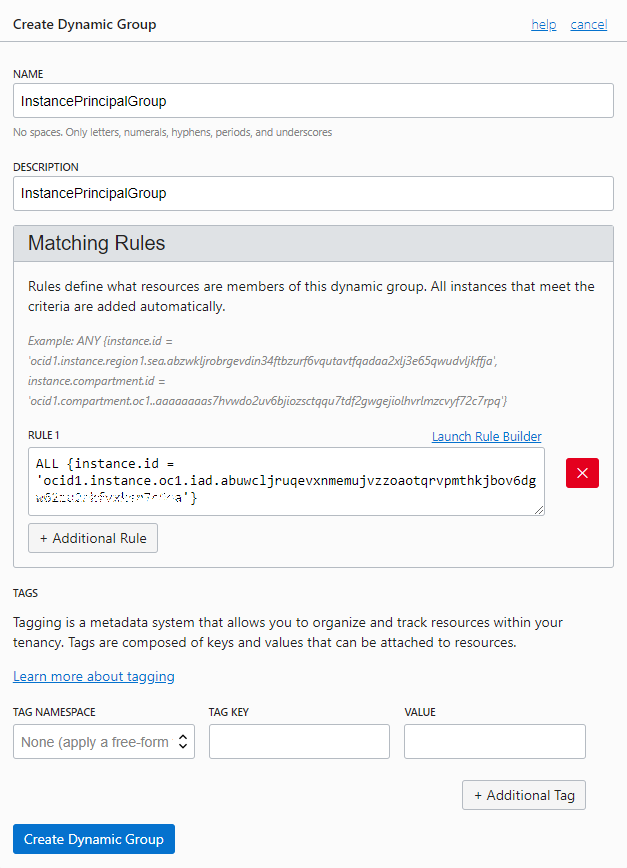 Create Dynamic Group
help
cancel
NAME
InstancePrincipalGroup
No spaces. Only letters, numerals, hyphens, periods, and underscores
DESCRIPTION
InstancePrincipalGroup
Matching Rules
Rules define what resources are members of this dynamic group. All instances that meet the
criteria are added automatically.
Example: ANY {instance.id =
'ocid1.instance.region1.sea.abzwkljrobrgevdin34ftbzurf6vqutavtfqadaa2xlj3e65qwudvljkffja',
instance.compartment.id =
'ocid1.compartment.oc1..aaaaaaaas7hvwdo2uv6bjiozsctqqu7tdf2gwgejiolhvrlmzcvyf72c7rpq'}
RULE 1
Launch Rule Builder
ALL {instance.id =
'ocid1.instance.oc1.iad.abuwcljruqevxnmemujvzzoaotqrvpmthkjbov6dg
+ Additional Rule
TAGS
Tagging is a metadata system that allows you to organize and track resources within your
tenancy. Tags are composed of keys and values that can be attached to resources.
Learn more about tagging
TAG NAMESPACE
TAG KEY
VALUE
None (apply a free-form
+ Additional Tag
Create Dynamic Group